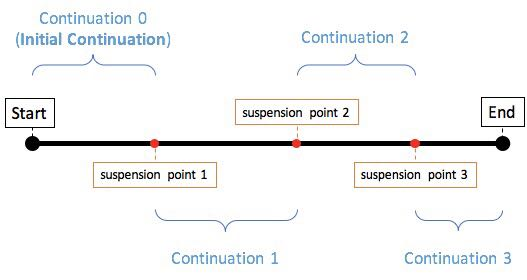 Continuation 0
(Initial Continuation)
Continuation 2
Start
suspension point 2
End
suspension point 1
suspension point 3
Continuation 1
Continuation 3